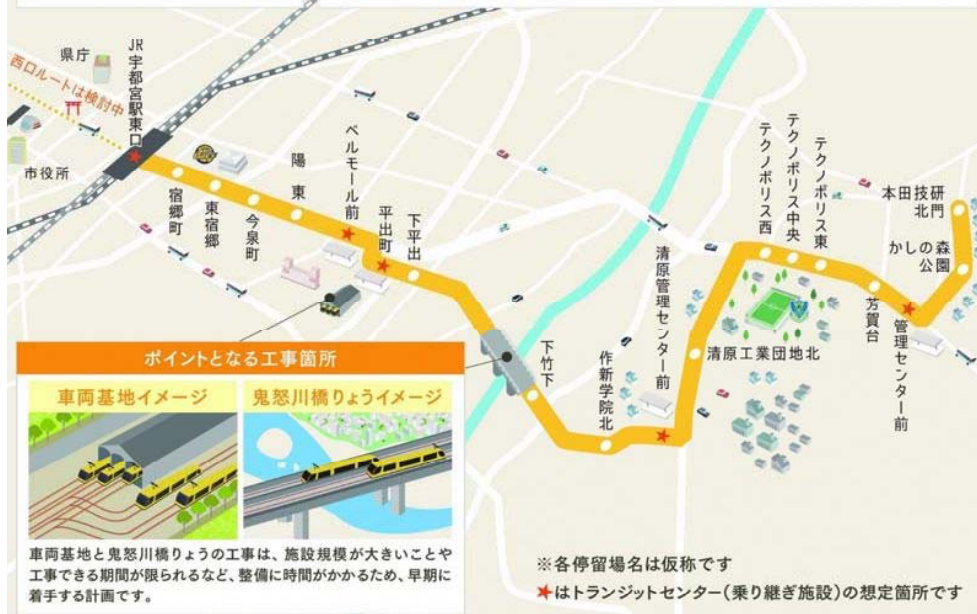 県庁
JR宇都宮駅東口
西口ルートは検討中
市役所
宿郷町
東宿郷
今泉町
陽東
ベルモール前
平出町
下平出
下竹下
作新学院北
清原管理センター前
清原工業団地北
テクノポリス西
テクノポリス中央
テクノポリス東
芳賀台
管理センター前
かしの森
公園
本田技研
北門
ポイントとなる工事箇所
車両基地イメージ
鬼怒川橋りょうイメージ
車両基地と鬼怒川橋りょうの工事は、施設規模が大きいことや
工事できる期間が限られるなど、整備に時間がかかるため、早期に
着手する計画です。
※各停留場名は仮称です
★はトランジットセンター（乗り継ぎ施設）の想定箇所です